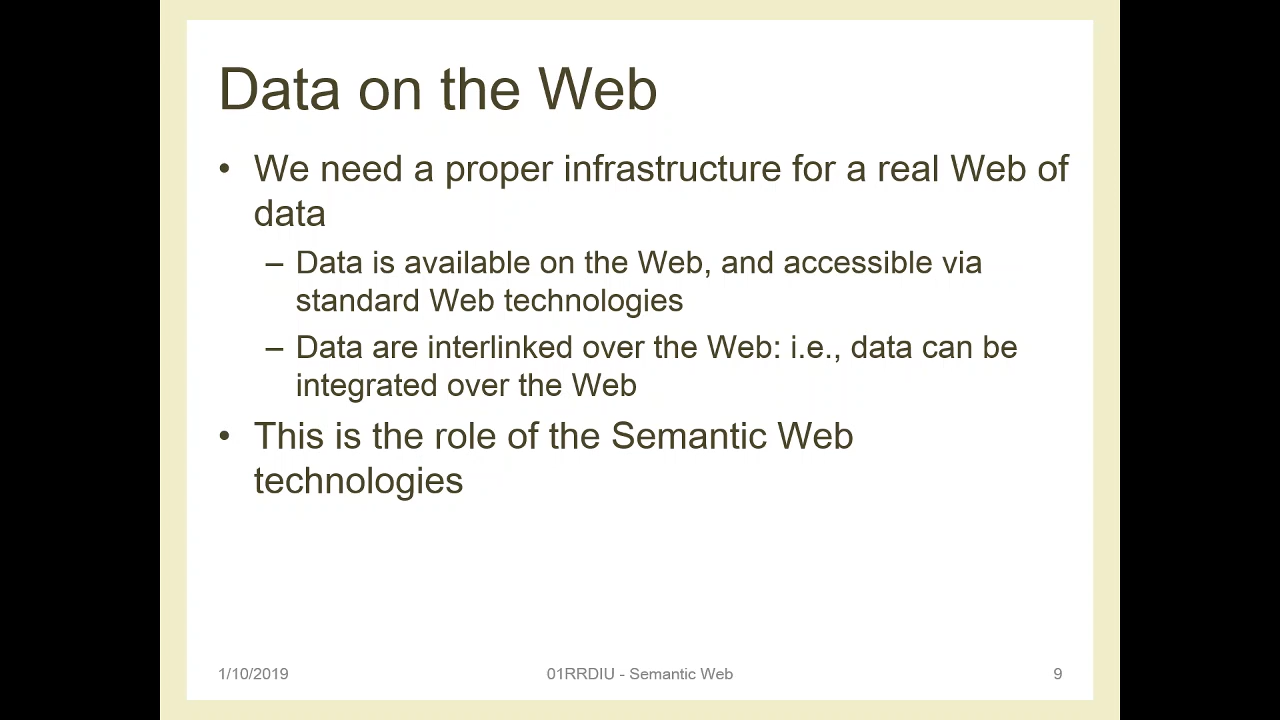 Data on the Web
• We need a proper infrastructure for a real Web of
data
– Data is available on the Web, and accessible via
standard Web technologies
– Data are interlinked over the Web: i.e., data can be
integrated over the Web
• This is the role of the Semantic Web
technologies
1/10/2019 01RRDIU - Semantic Web 9